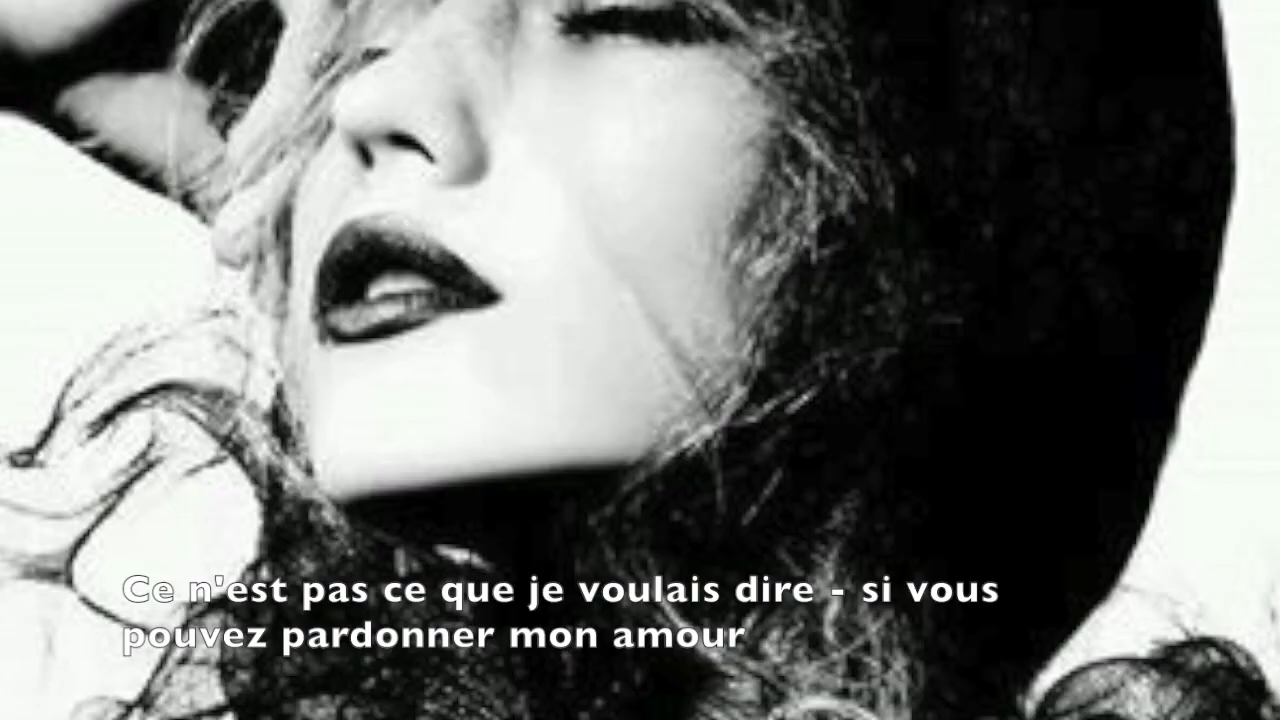 Ce n'est pas ce que je voulais dire - si vous
pouvez pardonner mon amour